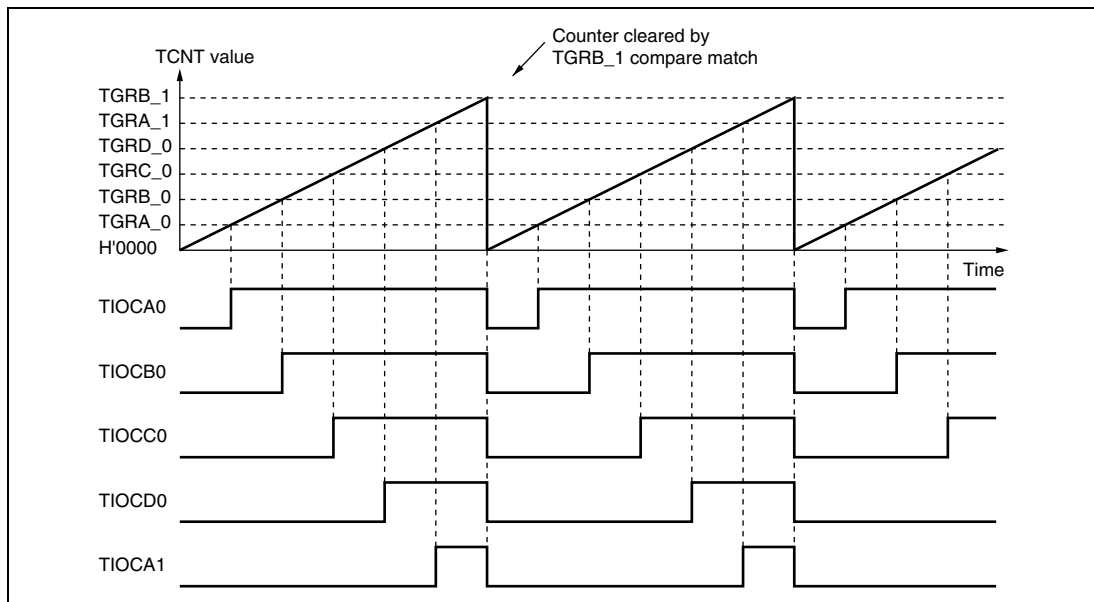 Counter cleared by
TGRB_1 compare match
TCNT value
TGRB_1
TGRA_1
TGRD_0
TGRC_0
TGRB_0
TGRA_0
H'0000
Time
TIOCA0
TIOCB0
TIOCC0
TIOCD0
TIOCA1